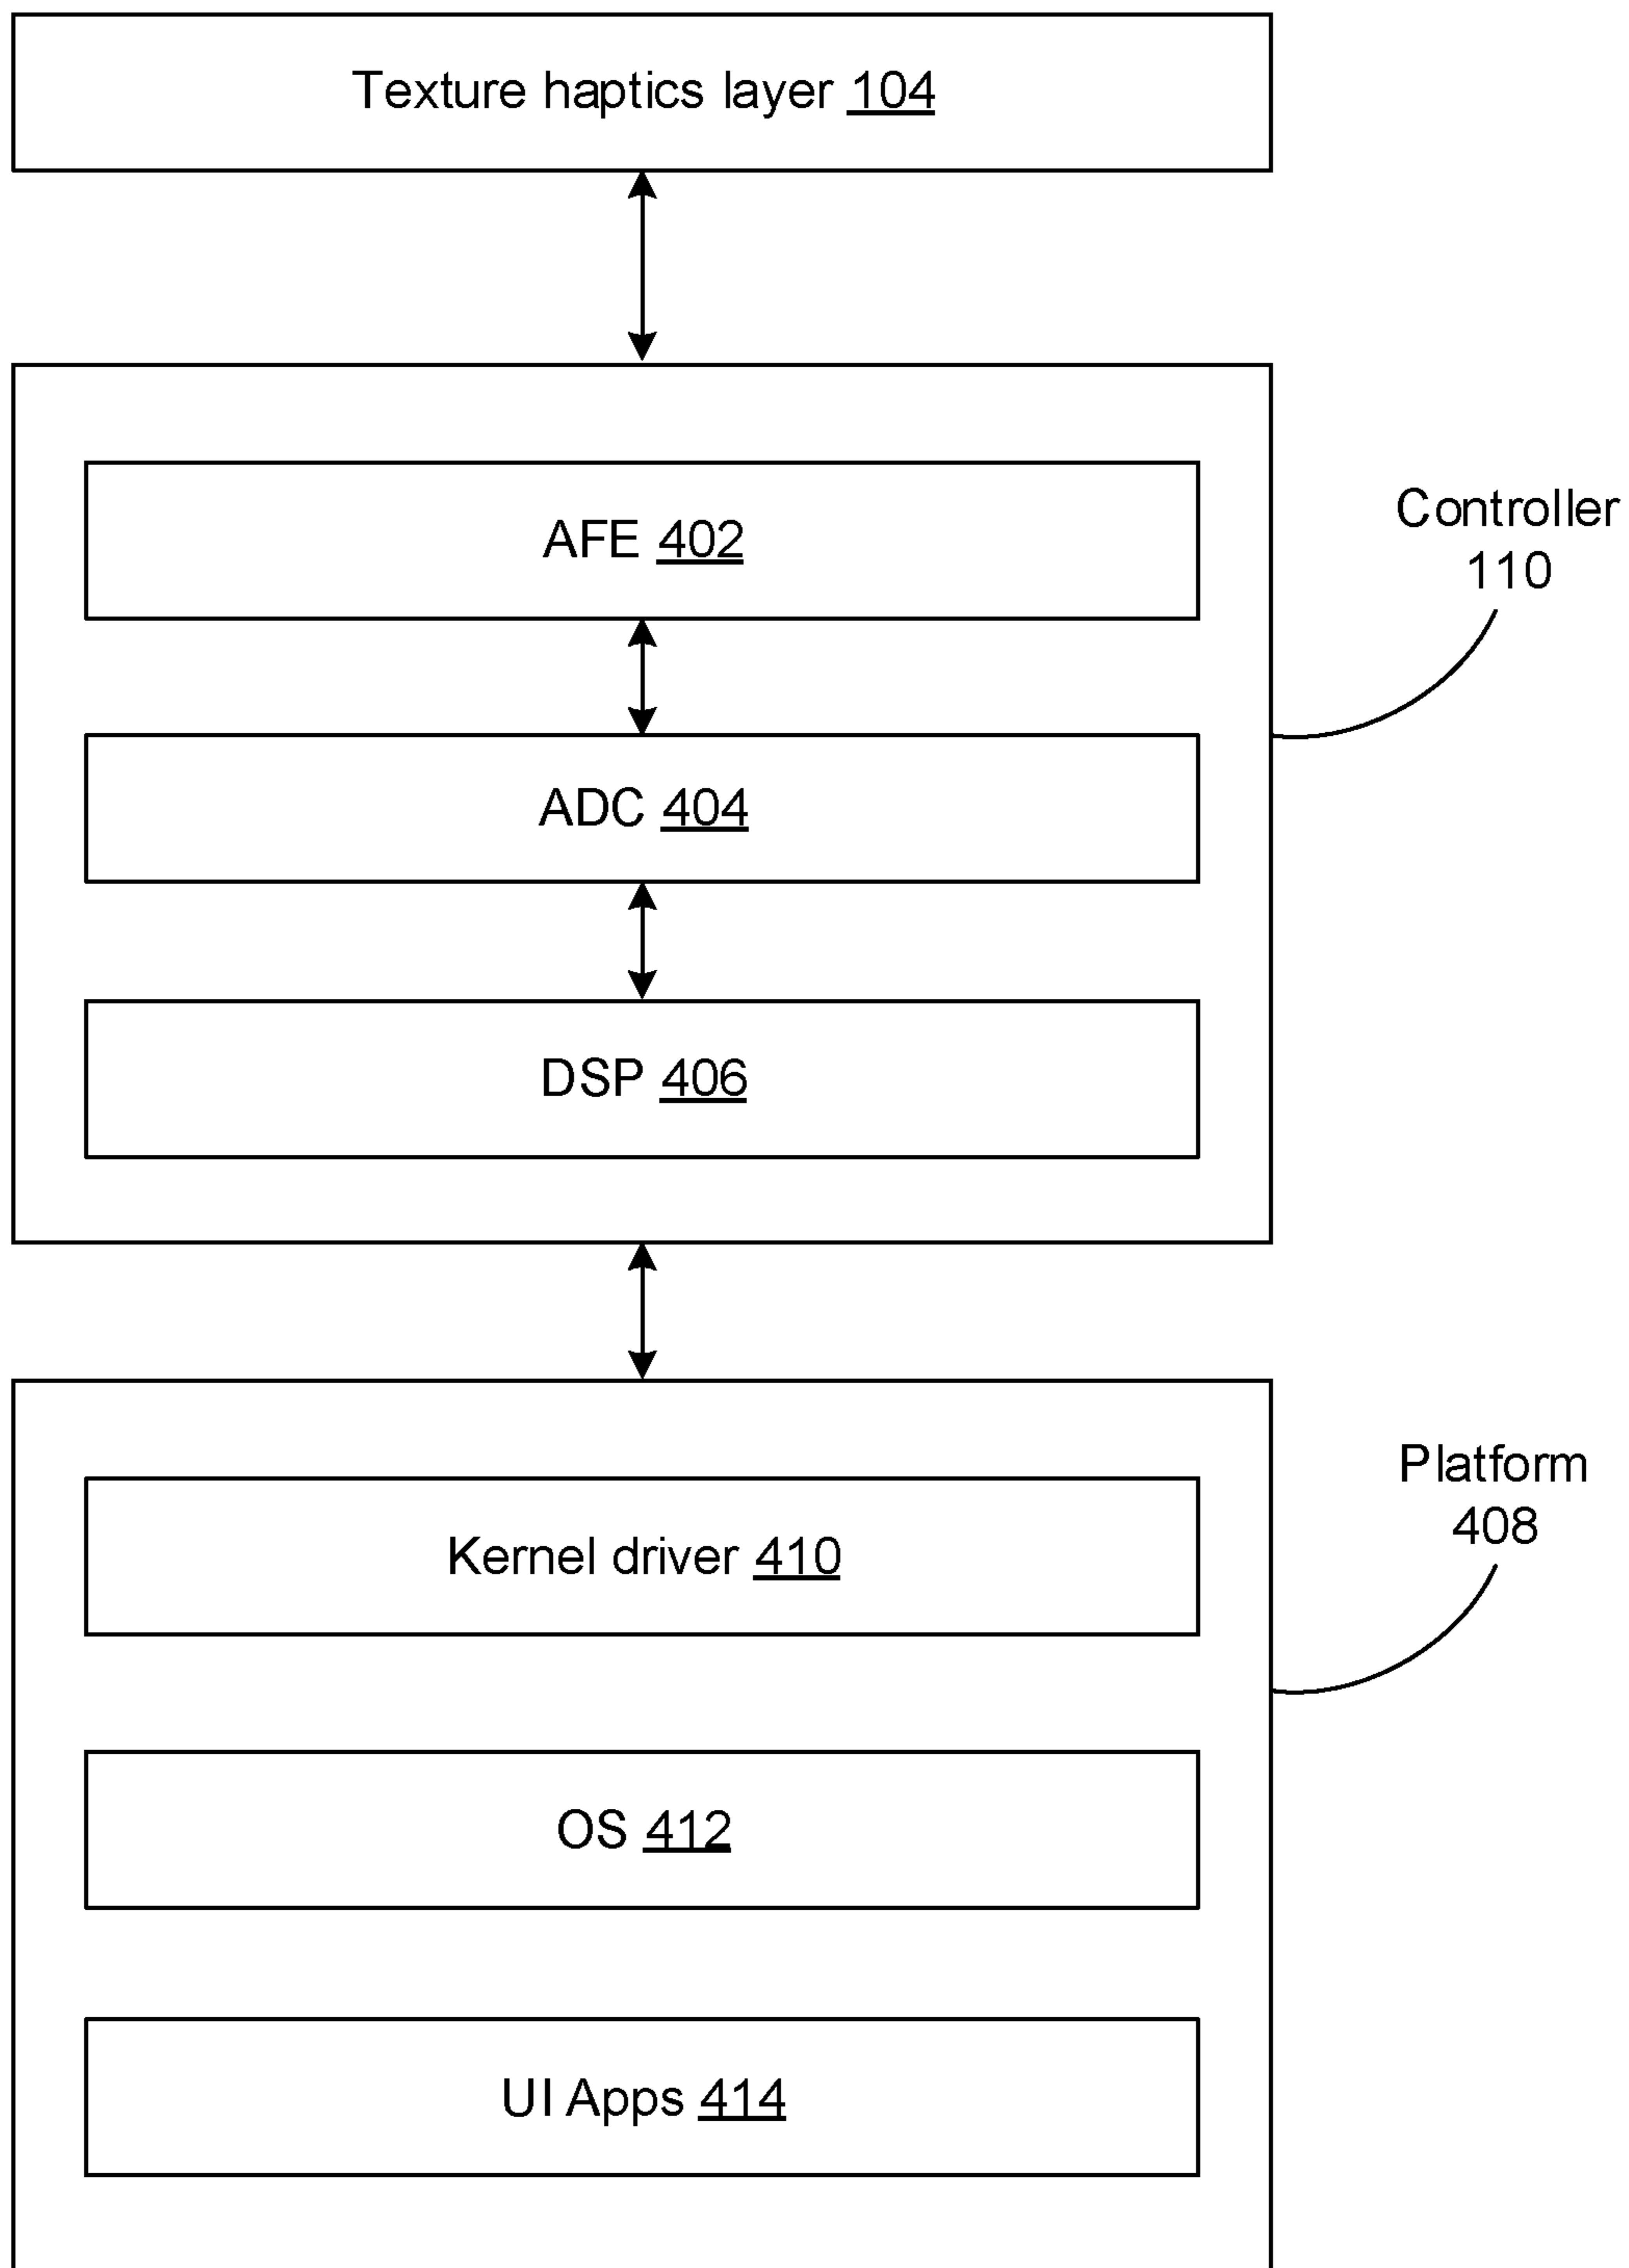 Texture haptics layer 104
AFE 402
Controller
110
ADC 404
DSP 406
Platform
408
Kernel driver 410
OS 412
UI Apps 414